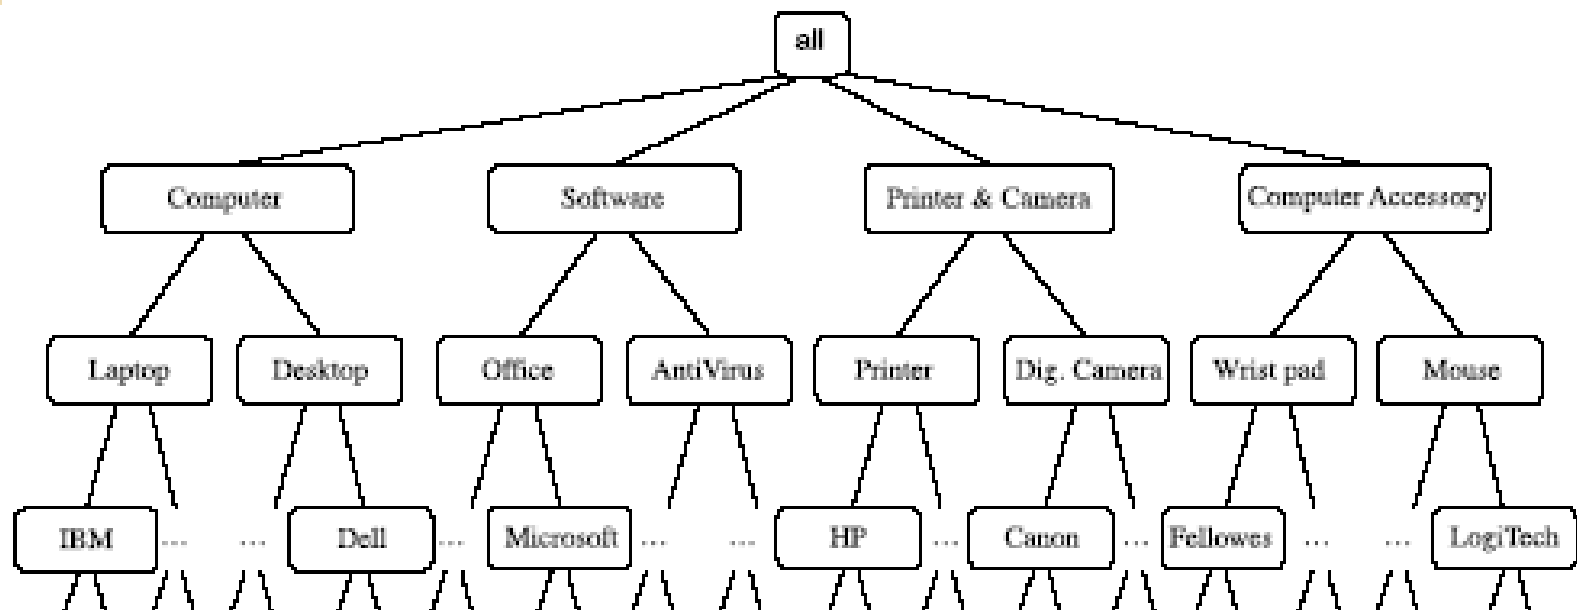 all
Computer
Software
Printer & Camera
Computer Accessory
Laptop
Desktop
Office
AntiVirus
Printer
Dig. Camera
Wrist pad
Mouse
IBM
...
...
Dell
...
Microsoft
...
...
HP
...
Canon
...
Fellowes
...
...
LogiTech